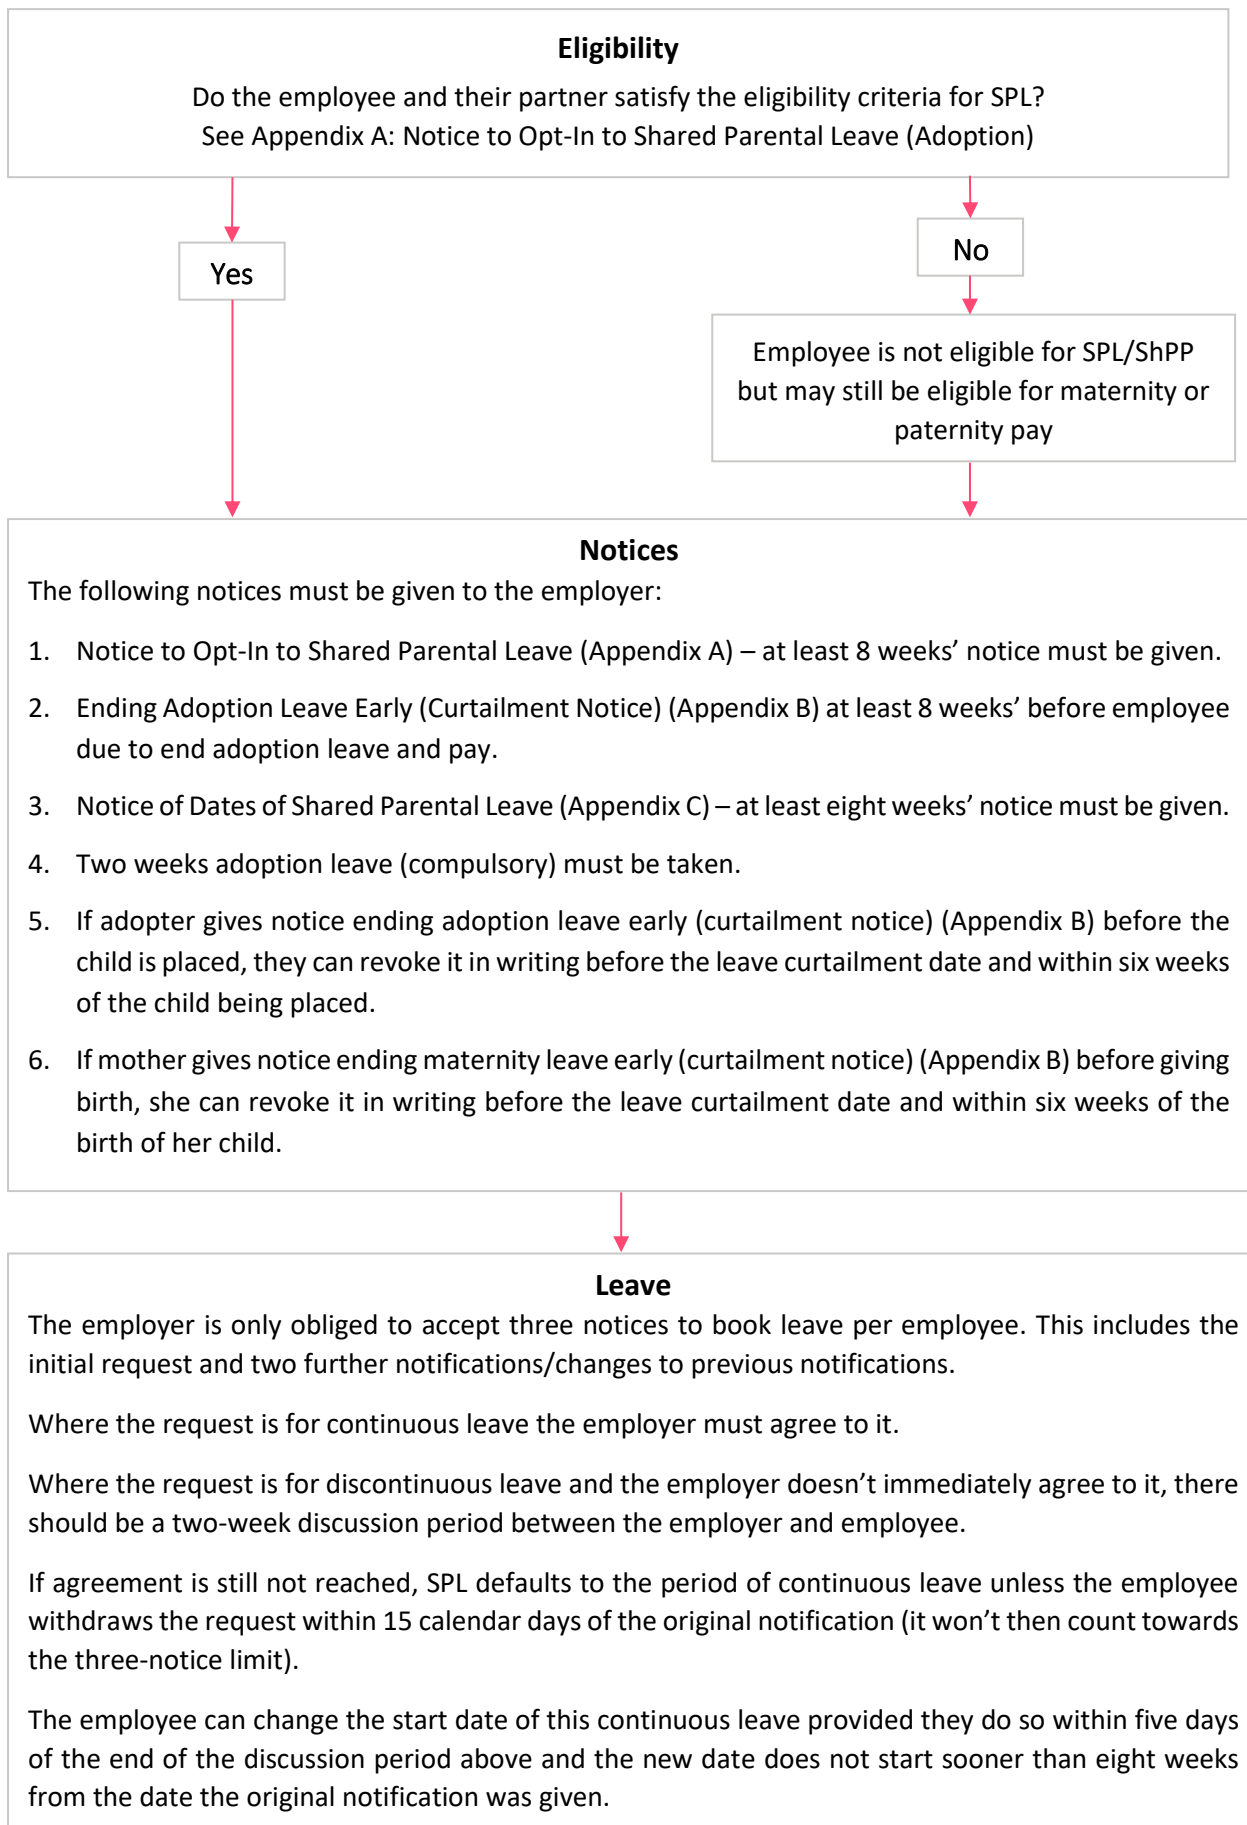 Eligibility
Do the employee and their partner satisfy the eligibility criteria for SPL?
See Appendix A: Notice to Opt-In to Shared Parental Leave (Adoption)
Yes
No
Employee is not eligible for SPL/ShPP
but may still be eligible for maternity or
paternity pay
Notices
The following notices must be given to the employer:
1. Notice to Opt-In to Shared Parental Leave (Appendix A) – at least 8 weeks’ notice must be given.
2. Ending Adoption Leave Early (Curtailment Notice) (Appendix B) at least 8 weeks’ before employee
due to end adoption leave and pay.
3. Notice of Dates of Shared Parental Leave (Appendix C) – at least eight weeks’ notice must be given.
4. Two weeks adoption leave (compulsory) must be taken.
5. If adopter gives notice ending adoption leave early (curtailment notice) (Appendix B) before the
child is placed, they can revoke it in writing before the leave curtailment date and within six weeks
of the child being placed.
6. If mother gives notice ending maternity leave early (curtailment notice) (Appendix B) before giving
birth, she can revoke it in writing before the leave curtailment date and within six weeks of the
birth of her child.
Leave
The employer is only obliged to accept three notices to book leave per employee. This includes the
initial request and two further notifications/changes to previous notifications.
Where the request is for continuous leave the employer must agree to it.
Where the request is for discontinuous leave and the employer doesn’t immediately agree to it, there
should be a two-week discussion period between the employer and employee.
If agreement is still not reached, SPL defaults to the period of continuous leave unless the employee
withdraws the request within 15 calendar days of the original notification (it won’t then count towards
the three-notice limit).
The employee can change the start date of this continuous leave provided they do so within five days
of the end of the discussion period above and the new date does not start sooner than eight weeks
from the date the original notification was given.